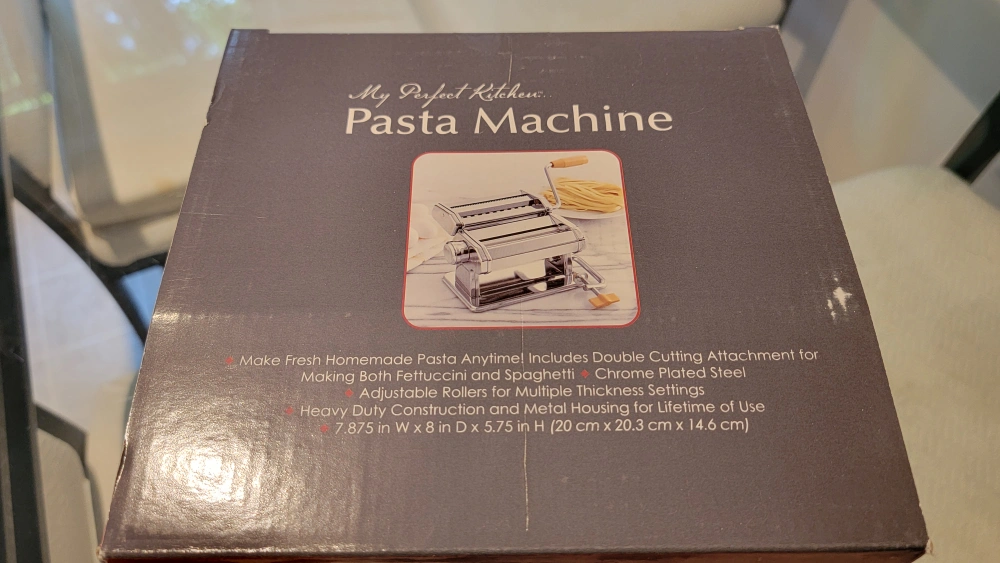 My Perfect Kitchen™...
Pasta Machine
Make Fresh Homemade Pasta Anytime! Includes Double Cutting Attachment for
Making Both Fettuccini and Spaghetti Chrome Plated Steel
Adjustable Rollers for Multiple Thickness Settings
Heavy Duty Construction and Metal Housing for Lifetime of Use
7.875 in W x 8 in D x 5.75 in H (20 cm x 20.3 cm x 14.6 cm)